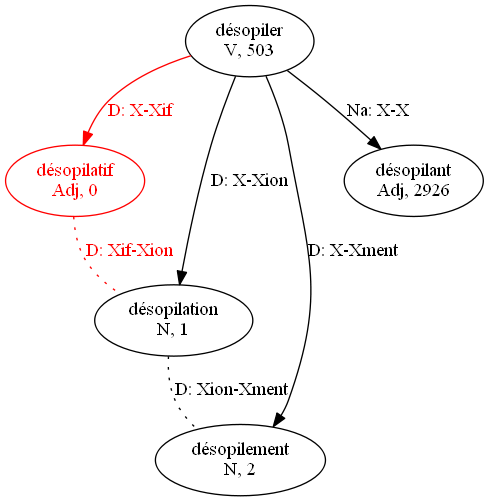 désopiler
V, 503
D: X-Xif
Na: X-X
désopilatif
Adj, 0
D: X-Xion
désopilant
Adj, 2926
D: Xif-Xion
D: X-Xment
désopilation
N, 1
D: Xion-Xment
désopilement
N, 2